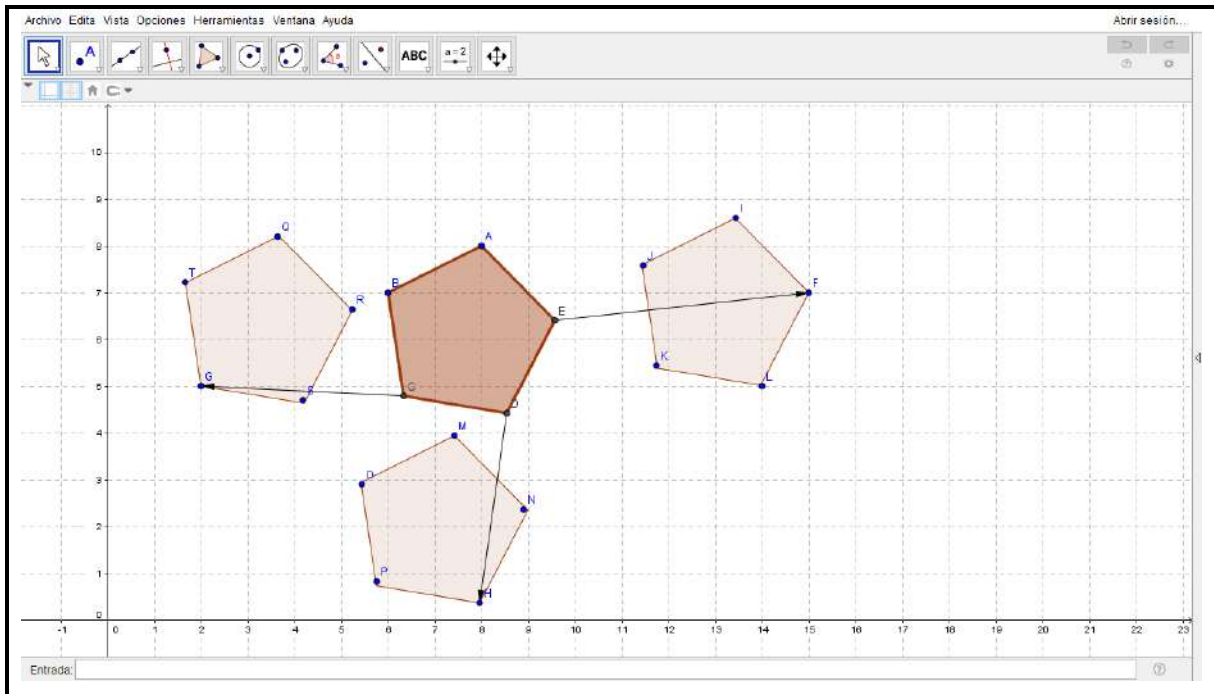 Archivo Edita Vista Opciones Herramientas Ventana Ayuda
Abrir sesión...
A
ABC
a=2
10
9
8
7
6
5
4
3
2
1
0
-1 0 1 2 3 4 5 6 7 8 9 10 11 12 13 14 15 16 17 18 19 20 21 22 23
I
Q
A
J
T
B
F
R
E
K
G
C
L
S
D
M
O
N
P
H
Entrada: